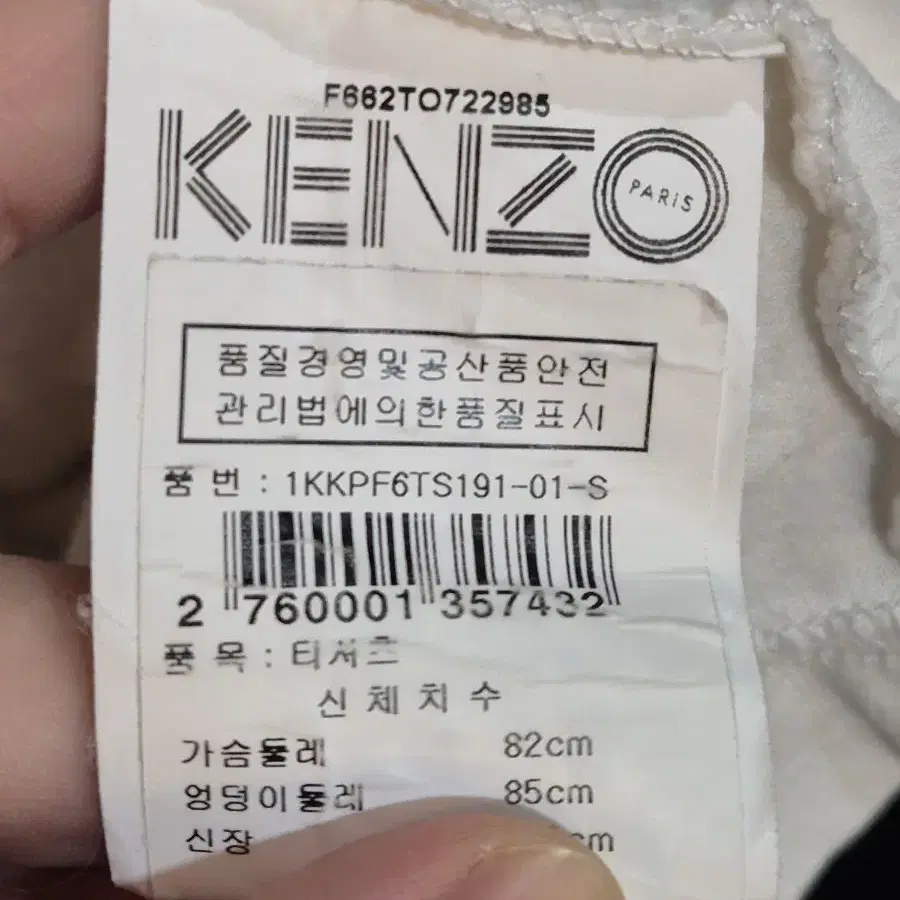 F662TO722985
KENZO
PARIS
품질경영및공산품안전
관리법에의한품질표시
품 번 : 1KKPF6TS191-01-S
2 760001 357432
품 목 : 티셔츠
신체치수
가슴둘레 82cm
엉덩이둘레 85cm
신장 cm